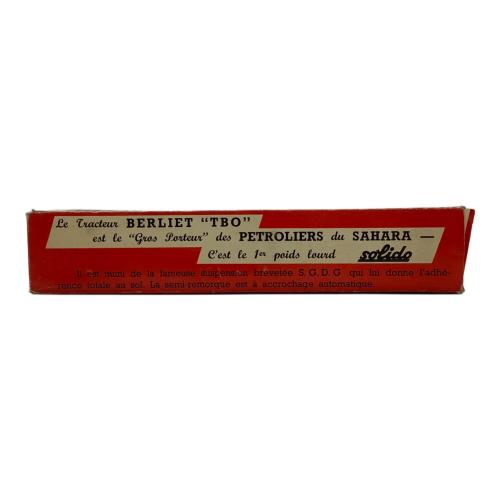 Le Tracteur BERLIET "TBO"
est le "Gros Porteur" des PETROLIERS du SAHARA —
C'est le 1er poids lourd solido
Il est muni de la fameuse suspension brevetée S.G.D.G qui lui donne l'adhé-
rence totale au sol. La semi-remorque est à accrochage automatique.